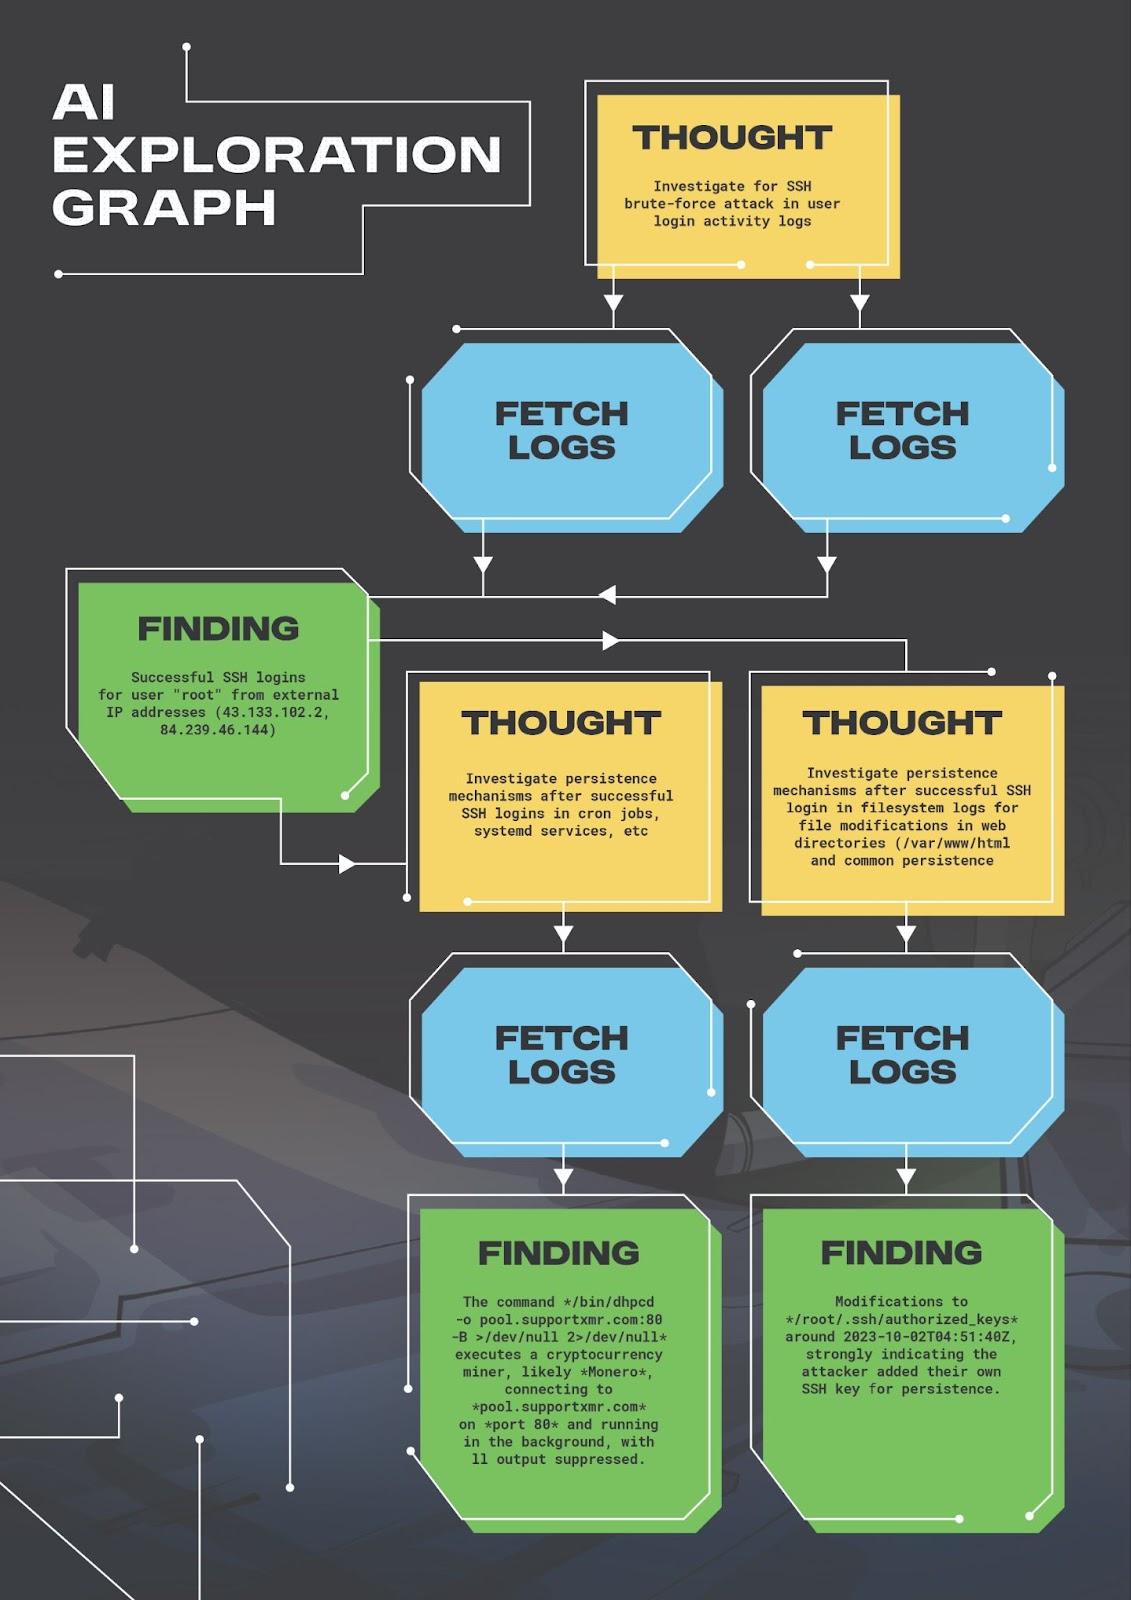 AI
EXPLORATION
GRAPH
THOUGHT
Investigate for SSH
brute-force attack in user
login activity logs
FETCH
LOGS
FETCH
LOGS
FINDING
Successful SSH logins
for user "root" from external
IP addresses (43.133.102.2,
84.239.46.144)
THOUGHT
Investigate persistence
mechanisms after successful
SSH logins in cron jobs,
systemd services, etc
THOUGHT
Investigate persistence
mechanisms after successful SSH
login in filesystem logs for
file modifications in web
directories (/var/www/html
and common persistence
FETCH
LOGS
FETCH
LOGS
FINDING
The command */bin/dhpcd
-o pool.supportxmr.com:80
-B >/dev/null 2>/dev/null*
executes a cryptocurrency
miner, likely *Monero*,
connecting to
*pool.supportxmr.com*
on *port 80* and running
in the background, with
ll output suppressed.
FINDING
Modifications to
*/root/.ssh/authorized_keys*
around 2023-10-02T04:51:40Z,
strongly indicating the
attacker added their own
SSH key for persistence.